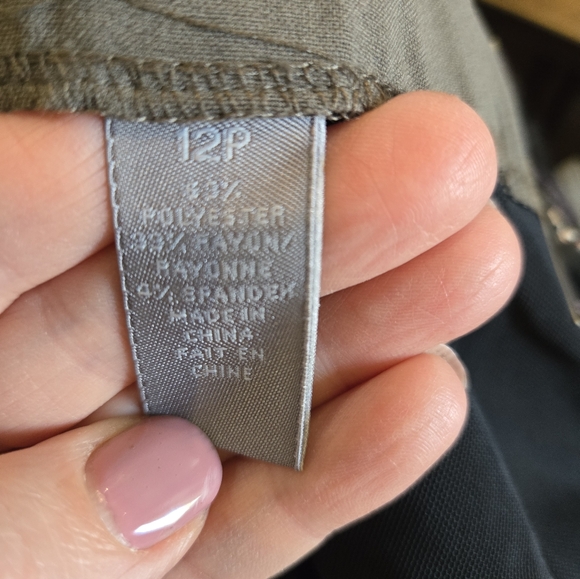 12P
63%
POLYESTER
33% RAYON/
RAYONNE
4% SPANDEX
MADE IN
CHINA
FAIT EN
CHINE